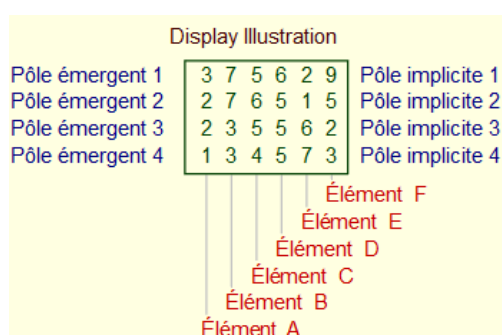 Display Illustration
Pôle émergent 1 3 7 5 6 2 9 Pôle implicite 1
Pôle émergent 2 2 7 6 5 1 5 Pôle implicite 2
Pôle émergent 3 2 3 5 5 6 2 Pôle implicite 3
Pôle émergent 4 1 3 4 5 7 3 Pôle implicite 4
Élément F
Élément E
Élément D
Élément C
Élément B
Élément A